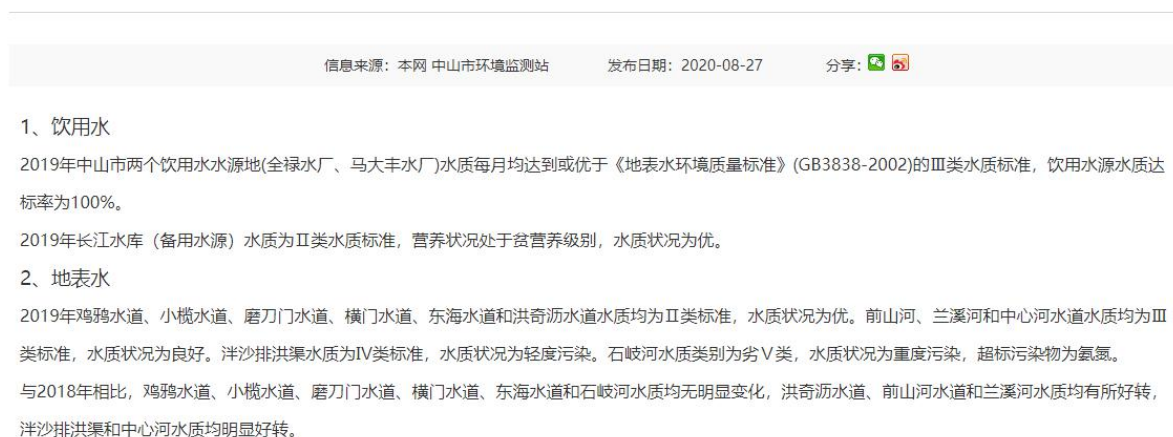 信息来源：本网 中山市环境监测站 发布日期：2020-08-27 分享：
1、饮用水
2019年中山市两个饮用水水源地(全禄水厂、马大丰水厂)水质每月均达到或优于《地表水环境质量标准》(GB3838-2002)的Ⅲ类水质标准，饮用水源水质达
标率为100%。
2019年长江水库（备用水源）水质为Ⅱ类水质标准，营养状况处于贫营养级别，水质状况为优。
2、地表水
2019年鸡鸦水道、小榄水道、磨刀门水道、横门水道、东海水道和洪奇沥水道水质均为Ⅱ类标准，水质状况为优。前山河、兰溪河和中心河水道水质均为Ⅲ
类标准，水质状况为良好。泮沙排洪渠水质为Ⅳ类标准，水质状况为轻度污染。石岐河水质类别为劣Ⅴ类，水质状况为重度污染，超标污染物为氨氮。
与2018年相比，鸡鸦水道、小榄水道、磨刀门水道、横门水道、东海水道和石岐河水质均无明显变化，洪奇沥水道、前山河水道和兰溪河水质均有所好转，
泮沙排洪渠和中心河水质均明显好转。